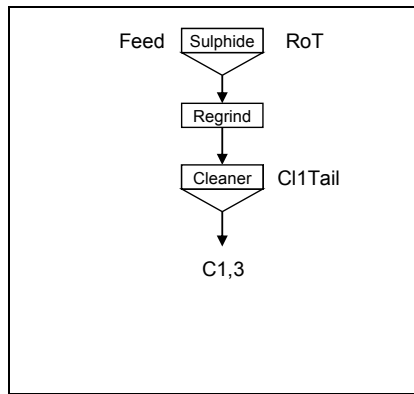 Feed Sulphide RoT
Regrind
Cleaner Cl1Tail
C1,3